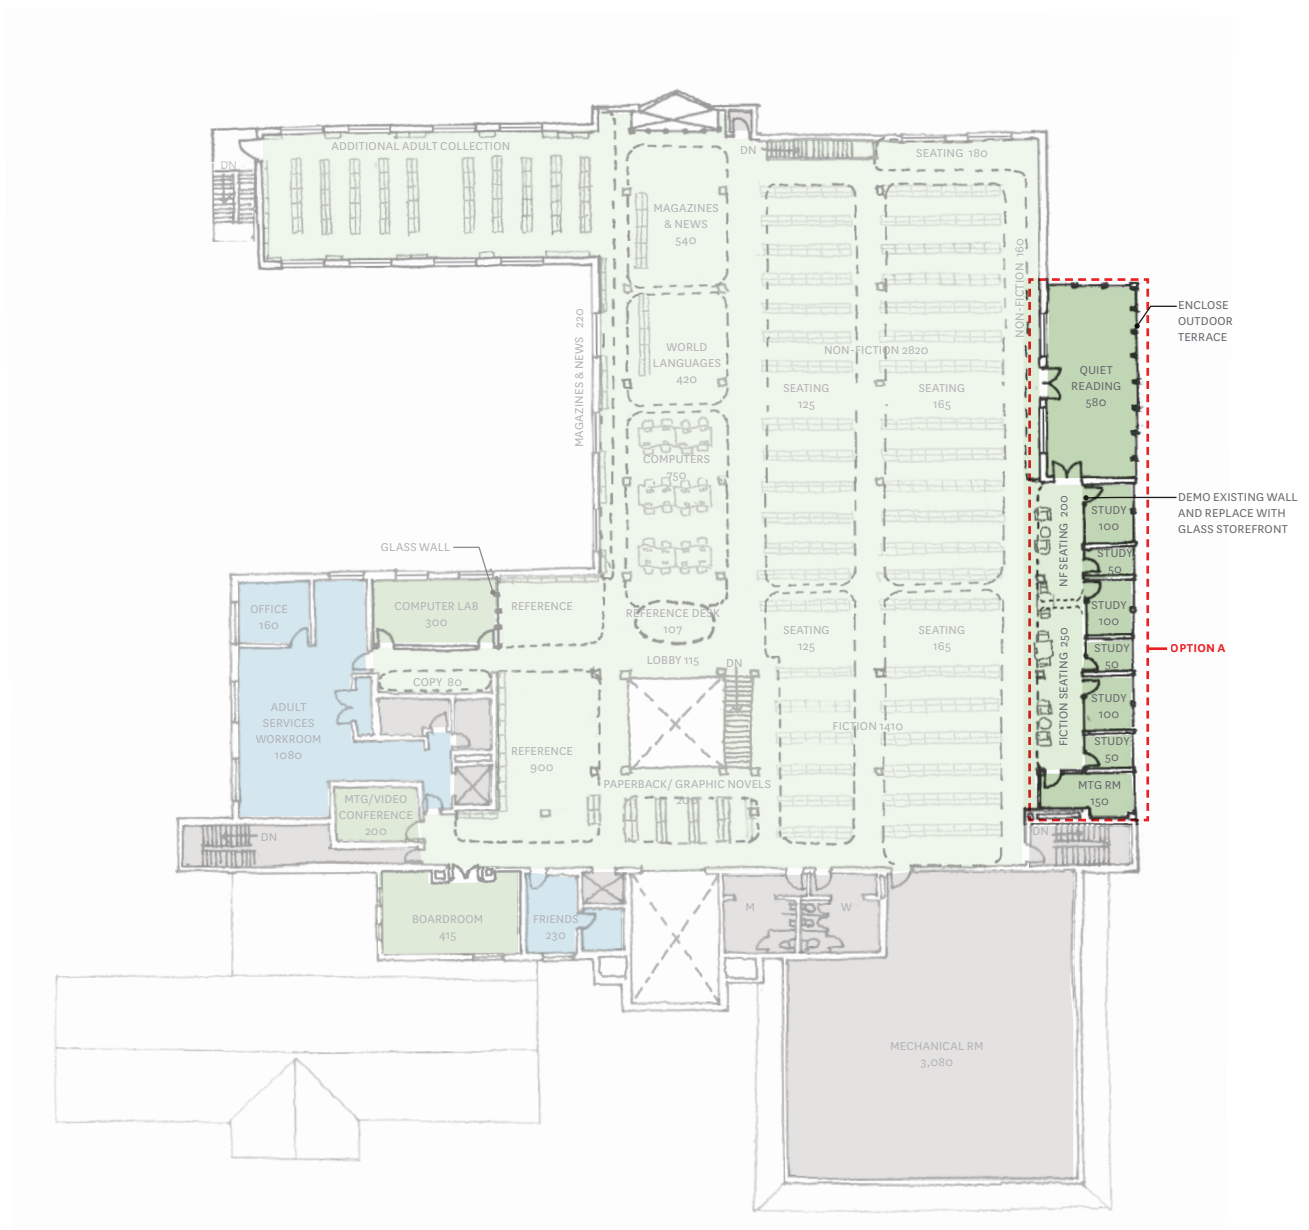 ADDITIONAL ADULT COLLECTION
DN
DN
SEATING 180
MAGAZINES
& NEWS
540
NON-FICTION 160
ENCLOSE
OUTDOOR
TERRACE
MAGAZINES & NEWS 220
WORLD
LANGUAGES
420
NON-FICTION 2820
SEATING
125
SEATING
165
QUIET
READING
580
COMPUTERS
750
DEMO EXISTING WALL
AND REPLACE WITH
GLASS STOREFRONT
NF SEATING 200
STUDY
100
STUDY
50
GLASS WALL
OFFICE
160
COMPUTER LAB
300
REFERENCE
REFERENCE DESK
107
SEATING
125
SEATING
165
STUDY
100
FICTION SEATING 250
STUDY
50
OPTION A
LOBBY 115
DN
COPY 80
ADULT
SERVICES
WORKROOM
1080
STUDY
100
FICTION 1410
REFERENCE
900
STUDY
50
PAPERBACK/ GRAPHIC NOVELS
MTG RM
150
MTG/VIDEO
CONFERENCE
200
DN
DN
BOARDROOM
415
FRIENDS
230
M
W
MECHANICAL RM
3,080